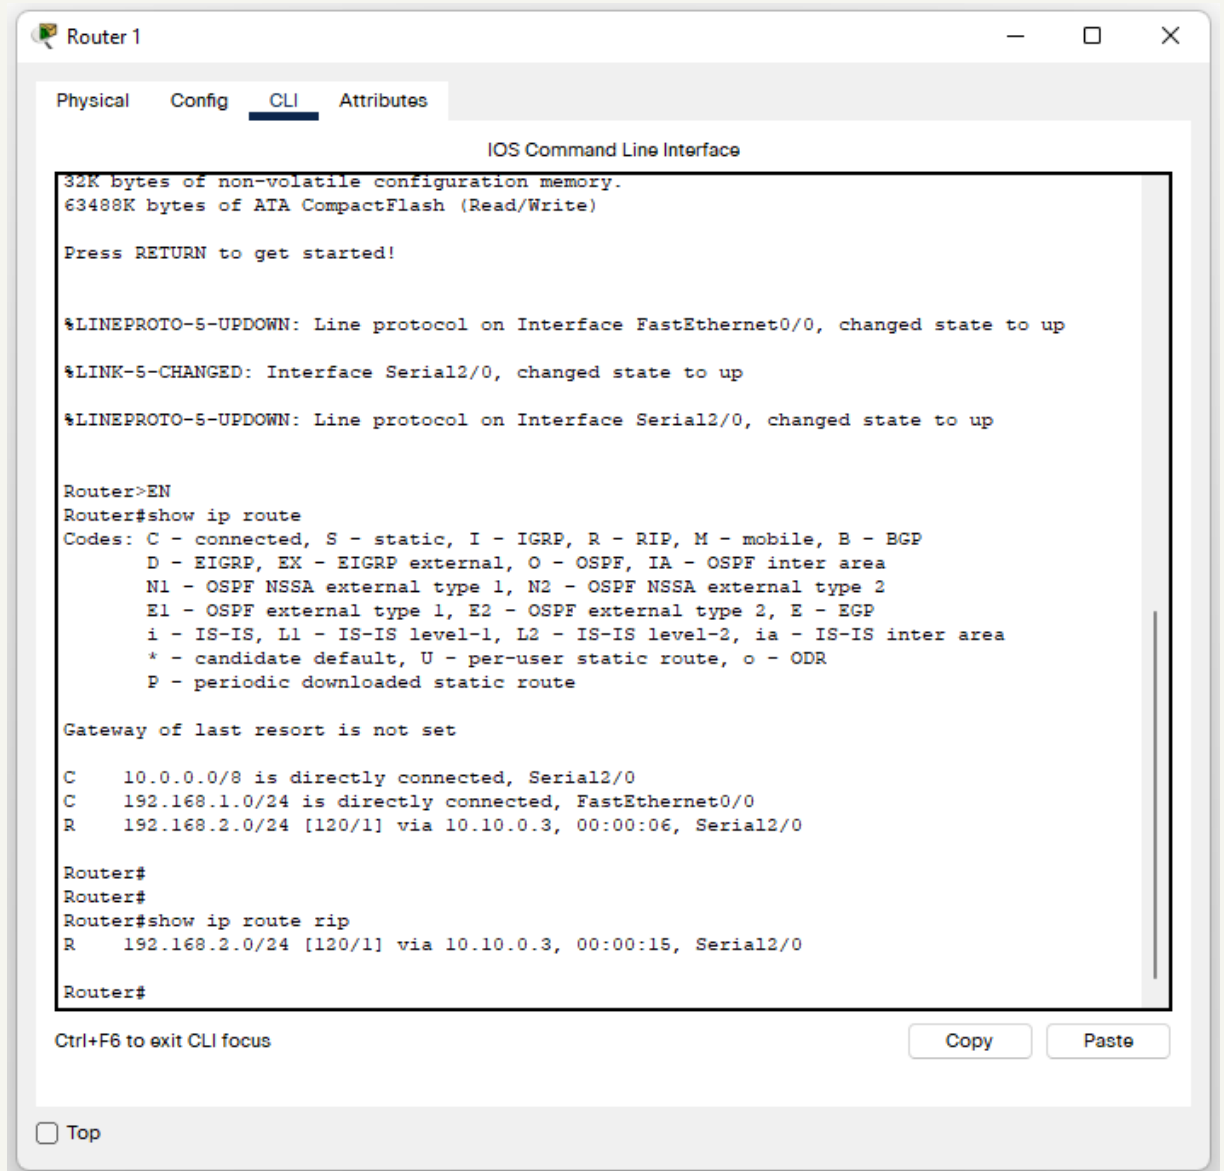 Router 1
Physical Config CLI Attributes
IOS Command Line Interface
32K bytes of non-volatile configuration memory.
63488K bytes of ATA CompactFlash (Read/Write)
Press RETURN to get started!
%LINEPROTO-5-UPDOWN: Line protocol on Interface FastEthernet0/0, changed state to up
%LINK-5-CHANGED: Interface Serial2/0, changed state to up
%LINEPROTO-5-UPDOWN: Line protocol on Interface Serial2/0, changed state to up
Router>EN
Router#show ip route
Codes: C - connected, S - static, I - IGRP, R - RIP, M - mobile, B - BGP
D - EIGRP, EX - EIGRP external, O - OSPF, IA - OSPF inter area
N1 - OSPF NSSA external type 1, N2 - OSPF NSSA external type 2
E1 - OSPF external type 1, E2 - OSPF external type 2, E - EGP
i - IS-IS, L1 - IS-IS level-1, L2 - IS-IS level-2, ia - IS-IS inter area
* - candidate default, U - per-user static route, o - ODR
P - periodic downloaded static route
Gateway of last resort is not set
C 10.0.0.0/8 is directly connected, Serial2/0
C 192.168.1.0/24 is directly connected, FastEthernet0/0
R 192.168.2.0/24 [120/1] via 10.10.0.3, 00:00:06, Serial2/0
Router#
Router#
Router#show ip route rip
R 192.168.2.0/24 [120/1] via 10.10.0.3, 00:00:15, Serial2/0
Router#
Ctrl+F6 to exit CLI focus
Copy Paste
Top